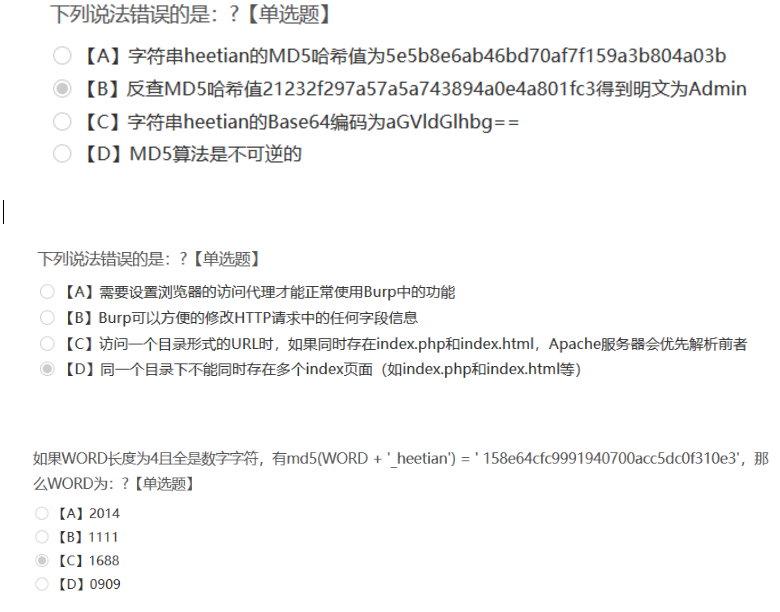 下列说法错误的是：?【单选题】
【A】字符串heetian的MD5哈希值为5e5b8e6ab46bd70af7f159a3b804a03b
【B】反查MD5哈希值21232f297a57a5a743894a0e4a801fc3得到明文为Admin
【C】字符串heetian的Base64编码为aGVldGlhbg==
【D】MD5算法是不可逆的
下列说法错误的是：?【单选题】
【A】需要设置浏览器的访问代理才能正常使用Burp中的功能
【B】Burp可以方便的修改HTTP请求中的任何字段信息
【C】访问一个目录形式的URL时，如果同时存在index.php和index.html，Apache服务器会优先解析前者
【D】同一个目录下不能同时存在多个index页面（如index.php和index.html等）
如果WORD长度为4且全是数字字符，有md5(WORD + '_heetian') = ' 158e64cfc9991940700acc5dc0f310e3'，那
么WORD为：?【单选题】
【A】2014
【B】1111
【C】1688
【D】0909